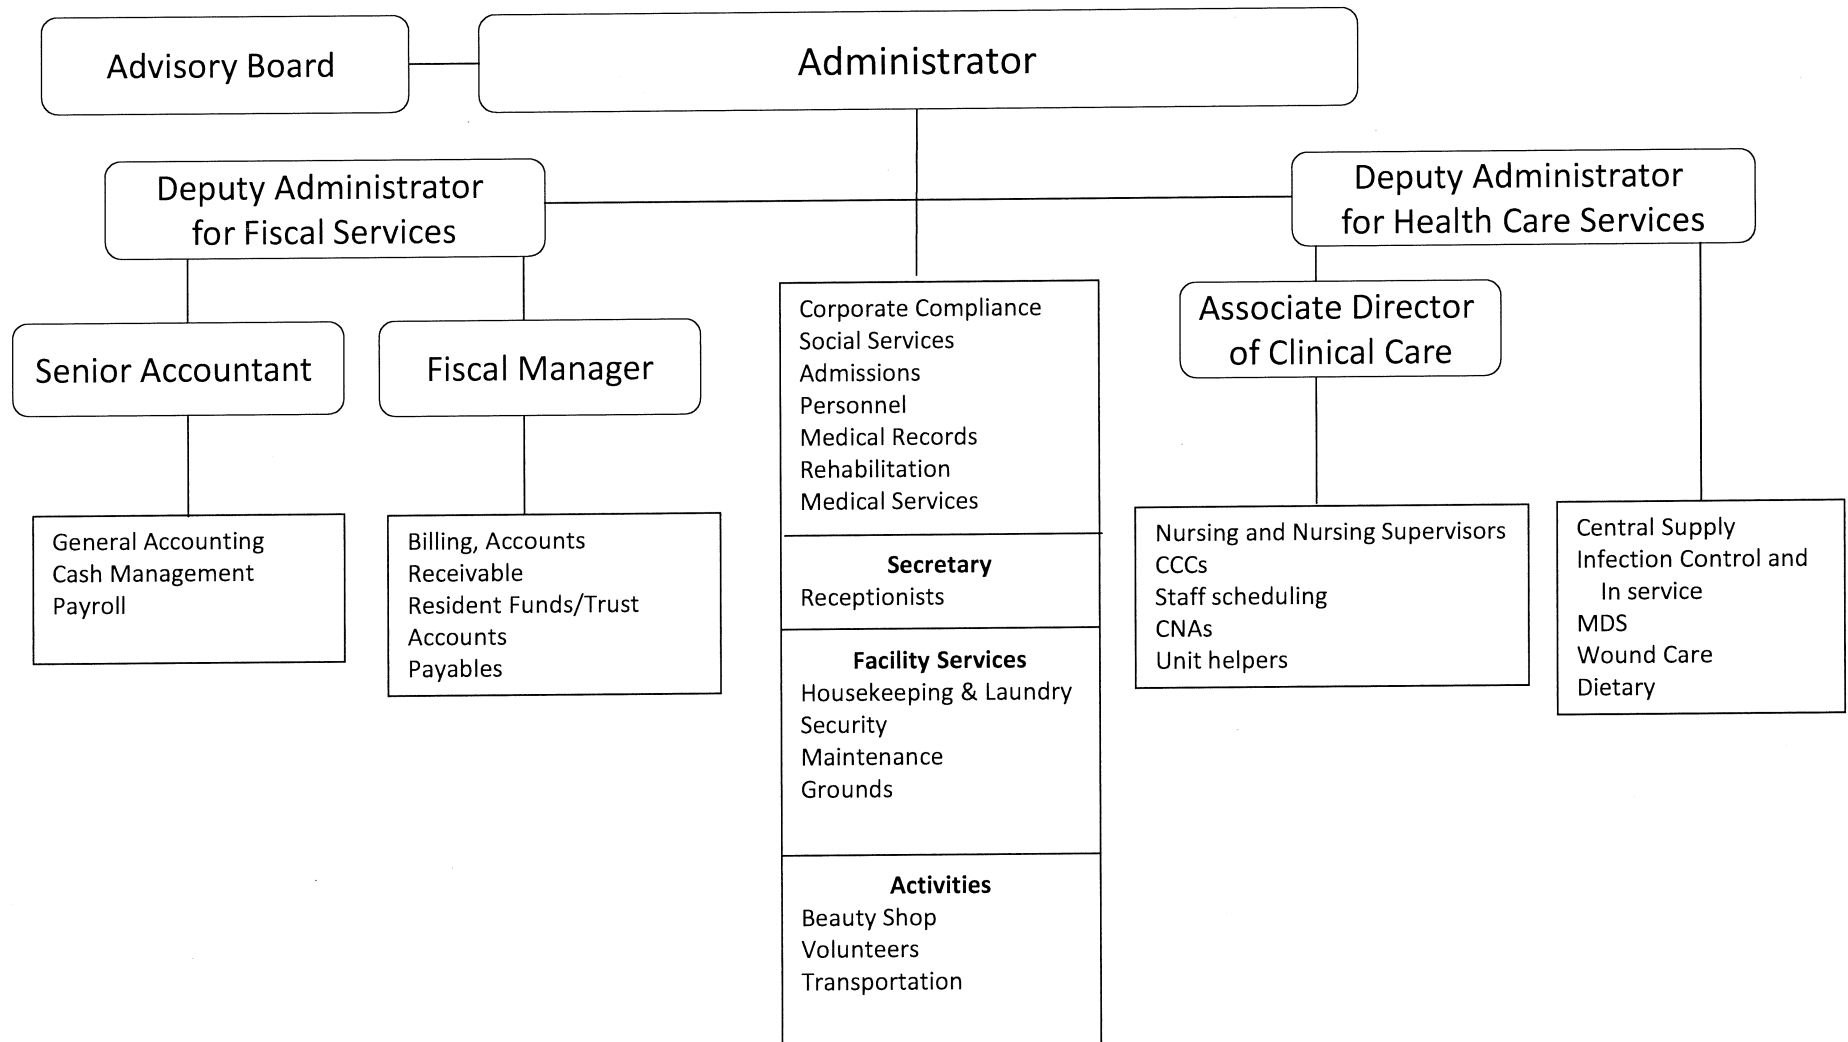 Advisory Board
Administrator
Deputy Administrator
for Fiscal Services
Deputy Administrator
for Health Care Services
Senior Accountant
Fiscal Manager
Associate Director
of Clinical Care
General Accounting
Cash Management
Payroll
Billing, Accounts
Receivable
Resident Funds/Trust
Accounts
Payables
Corporate Compliance
Social Services
Admissions
Personnel
Medical Records
Rehabilitation
Medical Services
Secretary
Receptionists
Facility Services
Housekeeping & Laundry
Security
Maintenance
Grounds
Activities
Beauty Shop
Volunteers
Transportation
Nursing and Nursing Supervisors
CCCs
Staff scheduling
CNAs
Unit helpers
Central Supply
Infection Control and
In service
MDS
Wound Care
Dietary